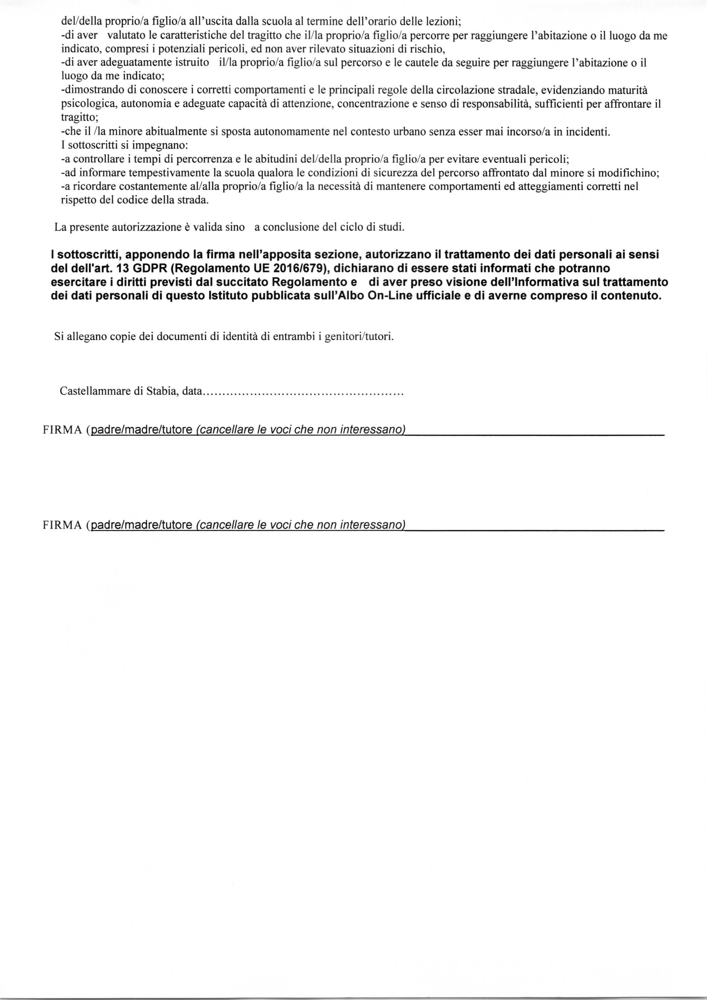 del/della proprio/a figlio/a all'uscita dalla scuola al termine dell'orario delle lezioni;
-di aver valutato le caratteristiche del tragitto che il/la proprio/a figlio/a percorre per raggiungere l'abitazione o il luogo da me
indicato, compresi i potenziali pericoli, ed non aver rilevato situazioni di rischio,
-di aver adeguatamente istruito il/la proprio/a figlio/a sul percorso e le cautele da seguire per raggiungere l'abitazione o il
luogo da me indicato;
-dimostrando di conoscere i corretti comportamenti e le principali regole della circolazione stradale, evidenziando maturità
psicologica, autonomia e adeguate capacità di attenzione, concentrazione e senso di responsabilità, sufficienti per affrontare il
tragitto;
-che il /la minore abitualmente si sposta autonomamente nel contesto urbano senza esser mai incorso/a in incidenti.
I sottoscritti si impegnano:
-a controllare i tempi di percorrenza e le abitudini del/della proprio/a figlio/a per evitare eventuali pericoli;
-ad informare tempestivamente la scuola qualora le condizioni di sicurezza del percorso affrontato dal minore si modifichino;
-a ricordare costantemente al/alla proprio/a figlio/a la necessità di mantenere comportamenti ed atteggiamenti corretti nel
rispetto del codice della strada.
La presente autorizzazione è valida sino a conclusione del ciclo di studi.
I sottoscritti, apponendo la firma nell'apposita sezione, autorizzano il trattamento dei dati personali ai sensi
del dell'art. 13 GDPR (Regolamento UE 2016/679), dichiarano di essere stati informati che potranno
esercitare i diritti previsti dal succitato Regolamento e di aver preso visione dell'Informativa sul trattamento
dei dati personali di questo Istituto pubblicata sull'Albo On-Line ufficiale e di averne compreso il contenuto.
Si allegano copie dei documenti di identità di entrambi i genitori/tutori.
Castellammare di Stabia, data...................................................
FIRMA (padre/madre/tutore (cancellare le voci che non interessano)________________________
FIRMA (padre/madre/tutore (cancellare le voci che non interessano)________________________